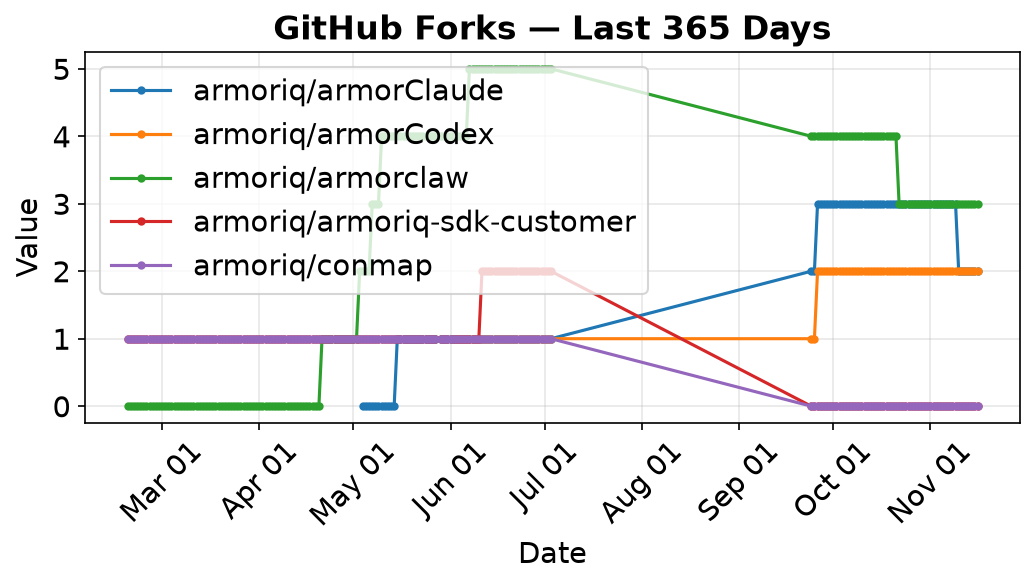 GitHub Forks — Last 365 Days
Value
5
4
3
2
1
0
armoriq/armorClaude
armoriq/armorCodex
armoriq/armorclaw
armoriq/armoriq-sdk-customer
armoriq/conmap
Mar 01
Apr 01
May 01
Jun 01
Jul 01
Aug 01
Sep 01
Oct 01
Nov 01
Date